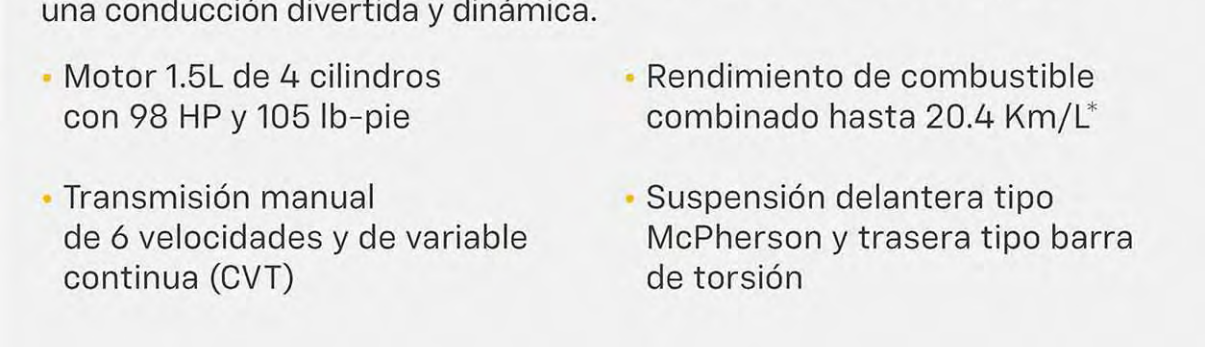 una conducción divertida y dinámica.
• Motor 1.5L de 4 cilindros
con 98 HP y 105 lb-pie
• Transmisión manual
de 6 velocidades y de variable
continua (CVT)
• Rendimiento de combustible
combinado hasta 20.4 Km/L*
• Suspensión delantera tipo
McPherson y trasera tipo barra
de torsión